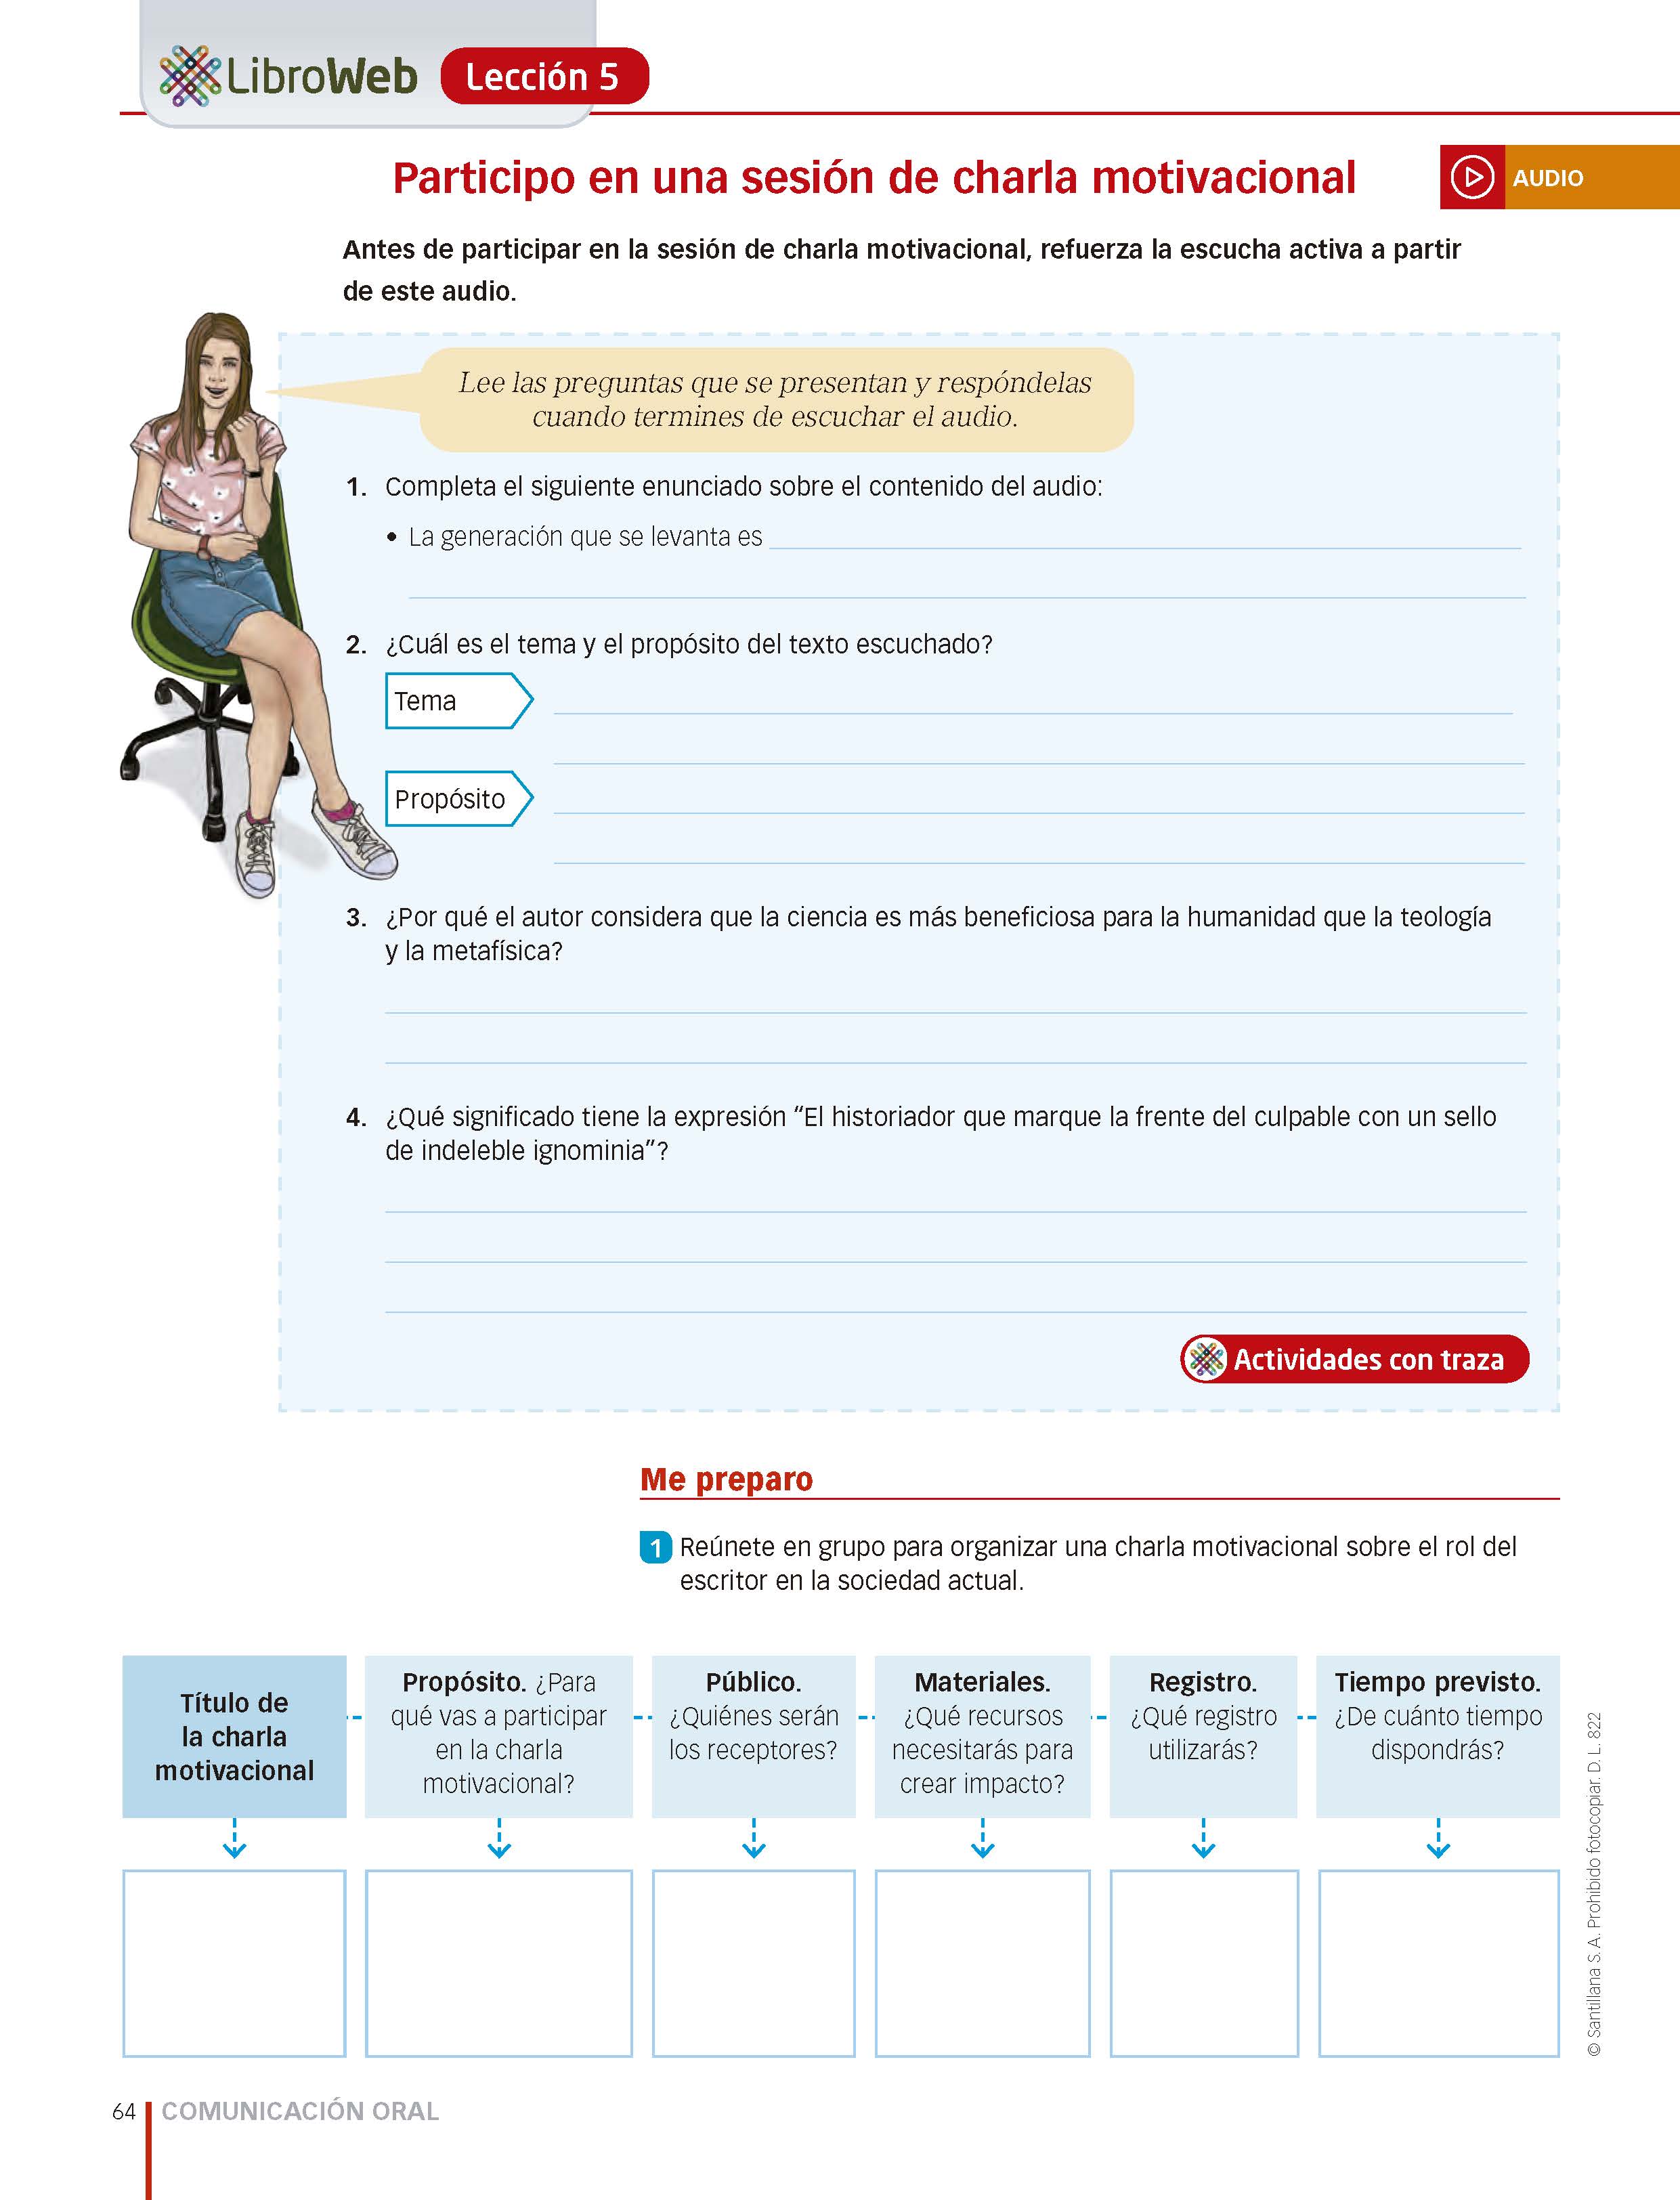 LibroWeb Lección 5
Participo en una sesión de charla motivacional
AUDIO
Antes de participar en la sesión de charla motivacional, refuerza la escucha activa a partir
de este audio.
Lee las preguntas que se presentan y respóndelas
cuando termines de escuchar el audio.
1. Completa el siguiente enunciado sobre el contenido del audio:
• La generación que se levanta es
2. ¿Cuál es el tema y el propósito del texto escuchado?
Tema
Propósito
3. ¿Por qué el autor considera que la ciencia es más beneficiosa para la humanidad que la teología
y la metafísica?
4. ¿Qué significado tiene la expresión “El historiador que marque la frente del culpable con un sello
de indeleble ignominia”?
Actividades con traza
Me preparo
1 Reúnete en grupo para organizar una charla motivacional sobre el rol del
escritor en la sociedad actual.
Título de
la charla
motivacional
Propósito. ¿Para
qué vas a participar
en la charla
motivacional?
Público.
¿Quiénes serán
los receptores?
Materiales.
¿Qué recursos
necesitarás para
crear impacto?
Registro.
¿Qué registro
utilizarás?
Tiempo previsto.
¿De cuánto tiempo
dispondrás?
© Santillana S. A. Prohibido fotocopiar. D. L. 822
64 COMUNICACIÓN ORAL